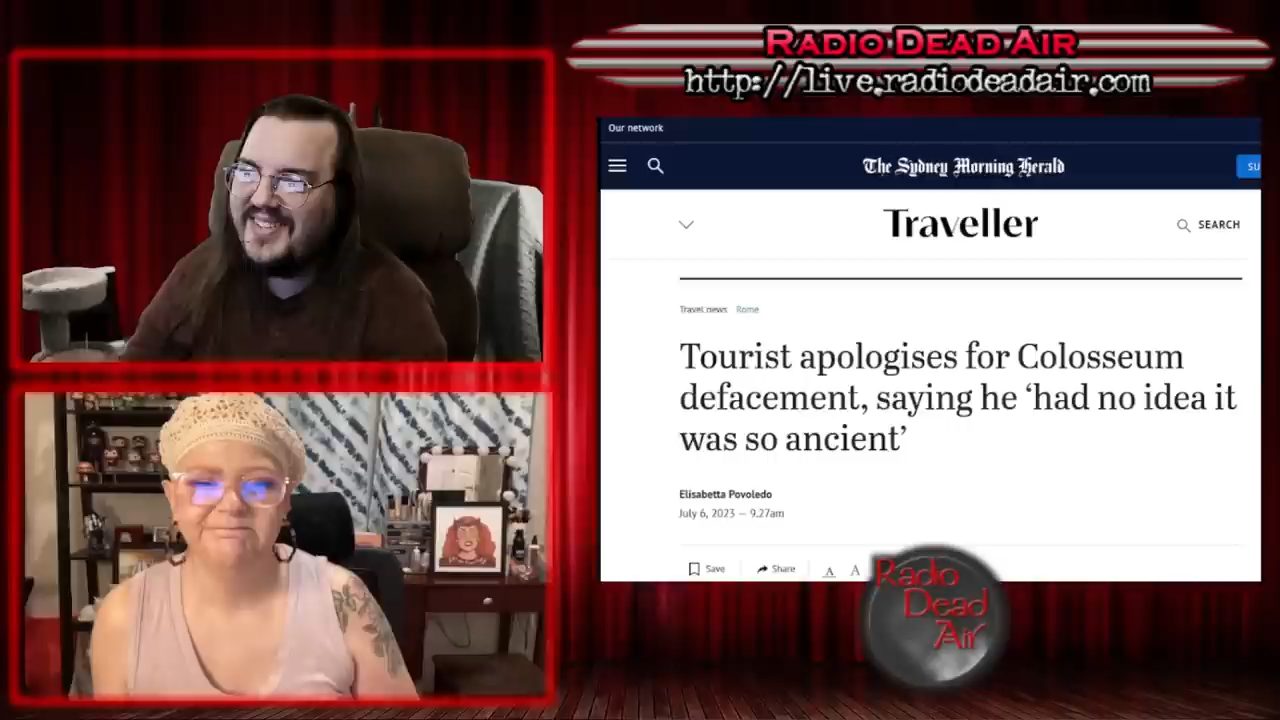 Radio Dead Air
http://live.radiodeadair.com
Our network
The Sydney Morning Herald
SU
Traveller
SEARCH
Travel news Rome
Tourist apologises for Colosseum
defacement, saying he ‘had no idea it
was so ancient’
Elisabetta Povoledo
July 6, 2023 — 9.27am
Save
Share
A
A
Radio
Dead
Air